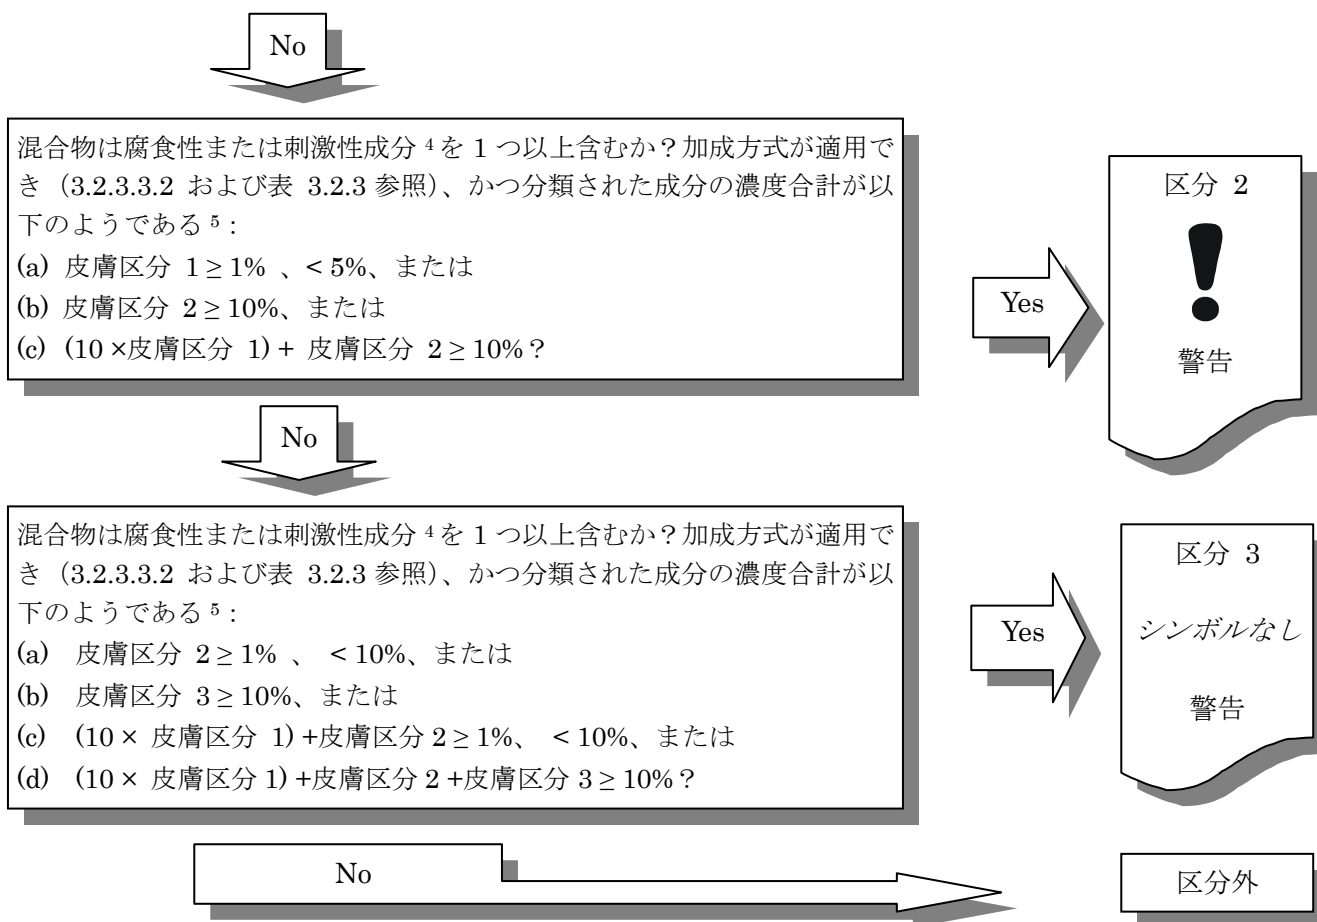 No
混合物は腐食性または刺激性成分 4 を 1 つ以上含むか？加成方式が適用で
き（3.2.3.3.2 および表 3.2.3 参照）、かつ分類された成分の濃度合計が以
下のようである 5：
(a) 皮膚区分 1 ≥ 1% 、< 5%、または
(b) 皮膚区分 2 ≥ 10%、または
(c) (10 ×皮膚区分 1) + 皮膚区分 2 ≥ 10%？
Yes
区分 2
!
警告
No
混合物は腐食性または刺激性成分 4 を 1 つ以上含むか？加成方式が適用で
き（3.2.3.3.2 および表 3.2.3 参照）、かつ分類された成分の濃度合計が以
下のようである 5：
(a) 皮膚区分 2 ≥ 1% 、 < 10%、または
(b) 皮膚区分 3 ≥ 10%、または
(c) (10 × 皮膚区分 1) +皮膚区分 2 ≥ 1%、 < 10%、または
(d) (10 × 皮膚区分 1) +皮膚区分 2 +皮膚区分 3 ≥ 10%？
Yes
区分 3
シンボルなし
警告
No
区分外